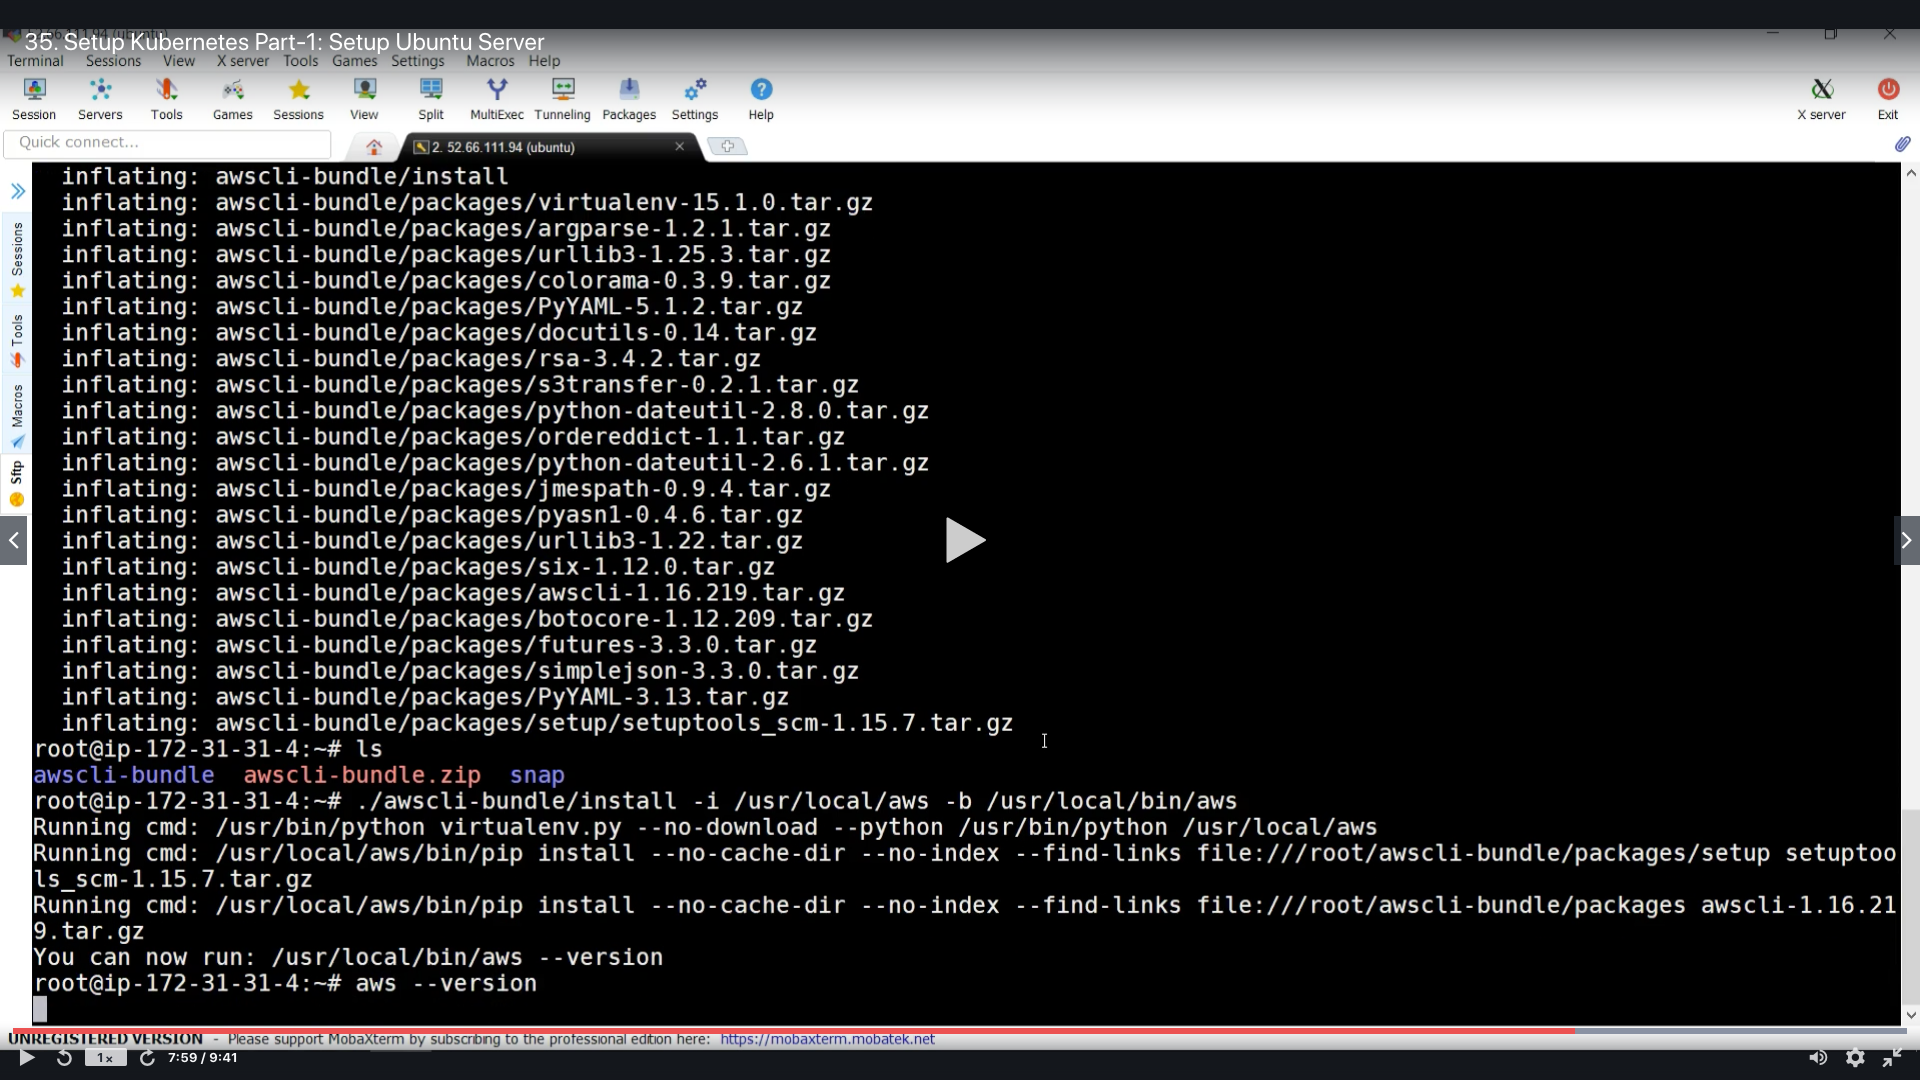 35. Setup Kubernetes Part-1: Setup Ubuntu Server
Terminal Sessions View X server Tools Games Settings Macros Help
Session Servers Tools Games Sessions View Split MultiExec Tunneling Packages Settings Help X server Exit
Quick connect...
2. 52.66.111.94 (ubuntu)
Sessions
Tools
Macros
Sftp
inflating: awscli-bundle/install
inflating: awscli-bundle/packages/virtualenv-15.1.0.tar.gz
inflating: awscli-bundle/packages/argparse-1.2.1.tar.gz
inflating: awscli-bundle/packages/urllib3-1.25.3.tar.gz
inflating: awscli-bundle/packages/colorama-0.3.9.tar.gz
inflating: awscli-bundle/packages/PyYAML-5.1.2.tar.gz
inflating: awscli-bundle/packages/docutils-0.14.tar.gz
inflating: awscli-bundle/packages/rsa-3.4.2.tar.gz
inflating: awscli-bundle/packages/s3transfer-0.2.1.tar.gz
inflating: awscli-bundle/packages/python-dateutil-2.8.0.tar.gz
inflating: awscli-bundle/packages/ordereddict-1.1.tar.gz
inflating: awscli-bundle/packages/python-dateutil-2.6.1.tar.gz
inflating: awscli-bundle/packages/jmespath-0.9.4.tar.gz
inflating: awscli-bundle/packages/pyasn1-0.4.6.tar.gz
inflating: awscli-bundle/packages/urllib3-1.22.tar.gz
inflating: awscli-bundle/packages/six-1.12.0.tar.gz
inflating: awscli-bundle/packages/awscli-1.16.219.tar.gz
inflating: awscli-bundle/packages/botocore-1.12.209.tar.gz
inflating: awscli-bundle/packages/futures-3.3.0.tar.gz
inflating: awscli-bundle/packages/simplejson-3.3.0.tar.gz
inflating: awscli-bundle/packages/PyYAML-3.13.tar.gz
inflating: awscli-bundle/packages/setup/setuptools_scm-1.15.7.tar.gz
root@ip-172-31-31-4:~# ls
awscli-bundle awscli-bundle.zip snap
root@ip-172-31-31-4:~# ./awscli-bundle/install -i /usr/local/aws -b /usr/local/bin/aws
Running cmd: /usr/bin/python virtualenv.py --no-download --python /usr/bin/python /usr/local/aws
Running cmd: /usr/local/aws/bin/pip install --no-cache-dir --no-index --find-links file:///root/awscli-bundle/packages/setup setuptoo
ls_scm-1.15.7.tar.gz
Running cmd: /usr/local/aws/bin/pip install --no-cache-dir --no-index --find-links file:///root/awscli-bundle/packages awscli-1.16.21
9.tar.gz
You can now run: /usr/local/bin/aws --version
root@ip-172-31-31-4:~# aws --version
UNREGISTERED VERSION - Please support MobaXterm by subscribing to the professional edition here: https://mobaxterm.mobatek.net
1x 7:59 / 9:41